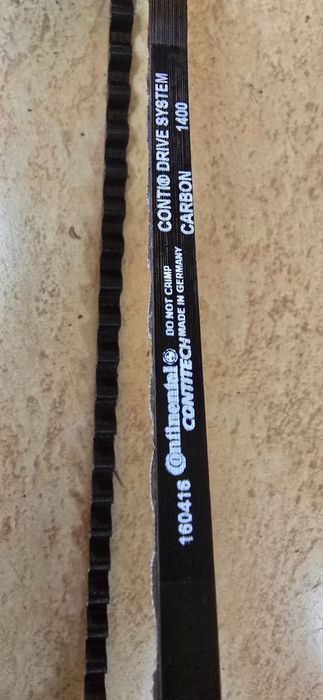 CONTI® DRIVE SYSTEM
CARBON 1400
DO NOT CRIMP
MADE IN GERMANY
Continental
CONTITECH
160416